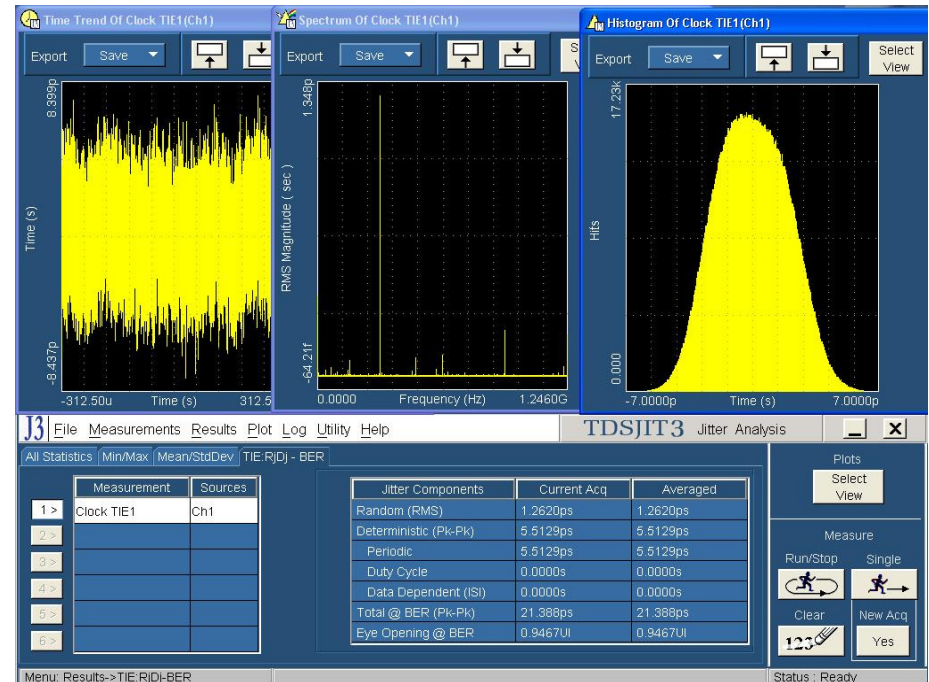 Time Trend Of Clock TIE1(Ch1)
Export Save
8.399p
Time (s)
-8.437p
-312.50u Time (s) 312.5
Spectrum Of Clock TIE1(Ch1)
Export Save
1.348p
RMS Magnitude ( sec )
-64.21f
0.0000 Frequency (Hz) 1.2460G
Histogram Of Clock TIE1(Ch1)
Export Save Select View
17.23k
Hits
0.000
-7.0000p Time (s) 7.0000p
J3 File Measurements Results Plot Log Utility Help TDSJIT3 Jitter Analysis
All Statistics Min/Max Mean/StdDev TIE:RjDj - BER
Measurement Sources
1 > Clock TIE1 Ch1
2 >
3 >
4 >
5 >
6 >
Jitter Components Current Acq Averaged
Random (RMS) 1.2620ps 1.2620ps
Deterministic (Pk-Pk) 5.5129ps 5.5129ps
Periodic 5.5129ps 5.5129ps
Duty Cycle 0.0000s 0.0000s
Data Dependent (ISI) 0.0000s 0.0000s
Total @ BER (Pk-Pk) 21.388ps 21.388ps
Eye Opening @ BER 0.9467UI 0.9467UI
Plots
Select
View
Measure
Run/Stop Single
Clear New Acq
123 Yes
Menu: Results->TIE:RjDj-BER Status : Ready